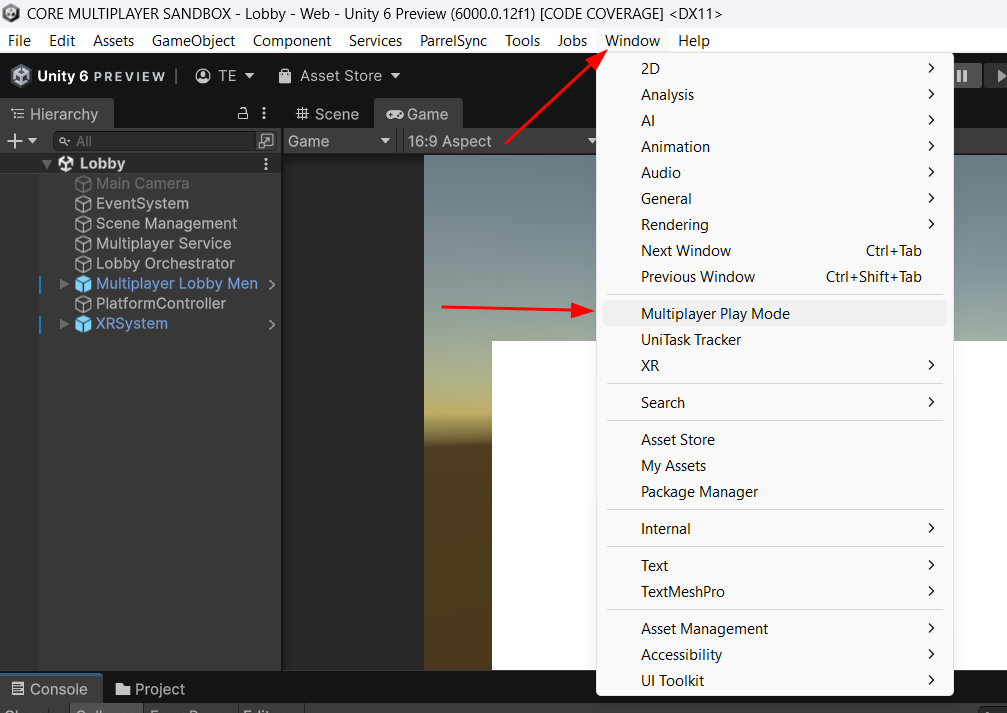 CORE MULTIPLAYER SANDBOX - Lobby - Web - Unity 6 Preview (6000.0.12f1) [CODE COVERAGE] <DX11>
File Edit Assets GameObject Component Services ParrelSync Tools Jobs Window Help
Unity 6 PREVIEW TE Asset Store
Hierarchy Scene Game
All Game 16:9 Aspect
Lobby
Main Camera
EventSystem
Scene Management
Multiplayer Service
Lobby Orchestrator
Multiplayer Lobby Men
PlatformController
XRSystem
2D
Analysis
AI
Animation
Audio
General
Rendering
Next Window Ctrl+Tab
Previous Window Ctrl+Shift+Tab
Multiplayer Play Mode
UniTask Tracker
XR
Search
Asset Store
My Assets
Package Manager
Internal
Text
TextMeshPro
Asset Management
Accessibility
UI Toolkit
Console Project